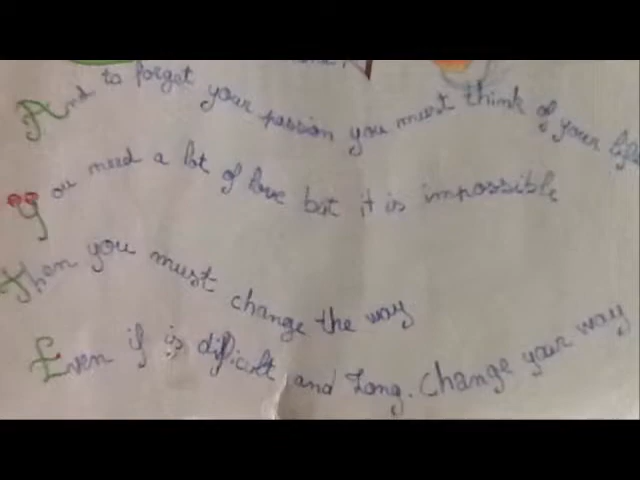 And to forget your passion you must think of your life
You need a lot of love but it is impossible
Then you must change the way
Even if is difficult and Long. Change your way